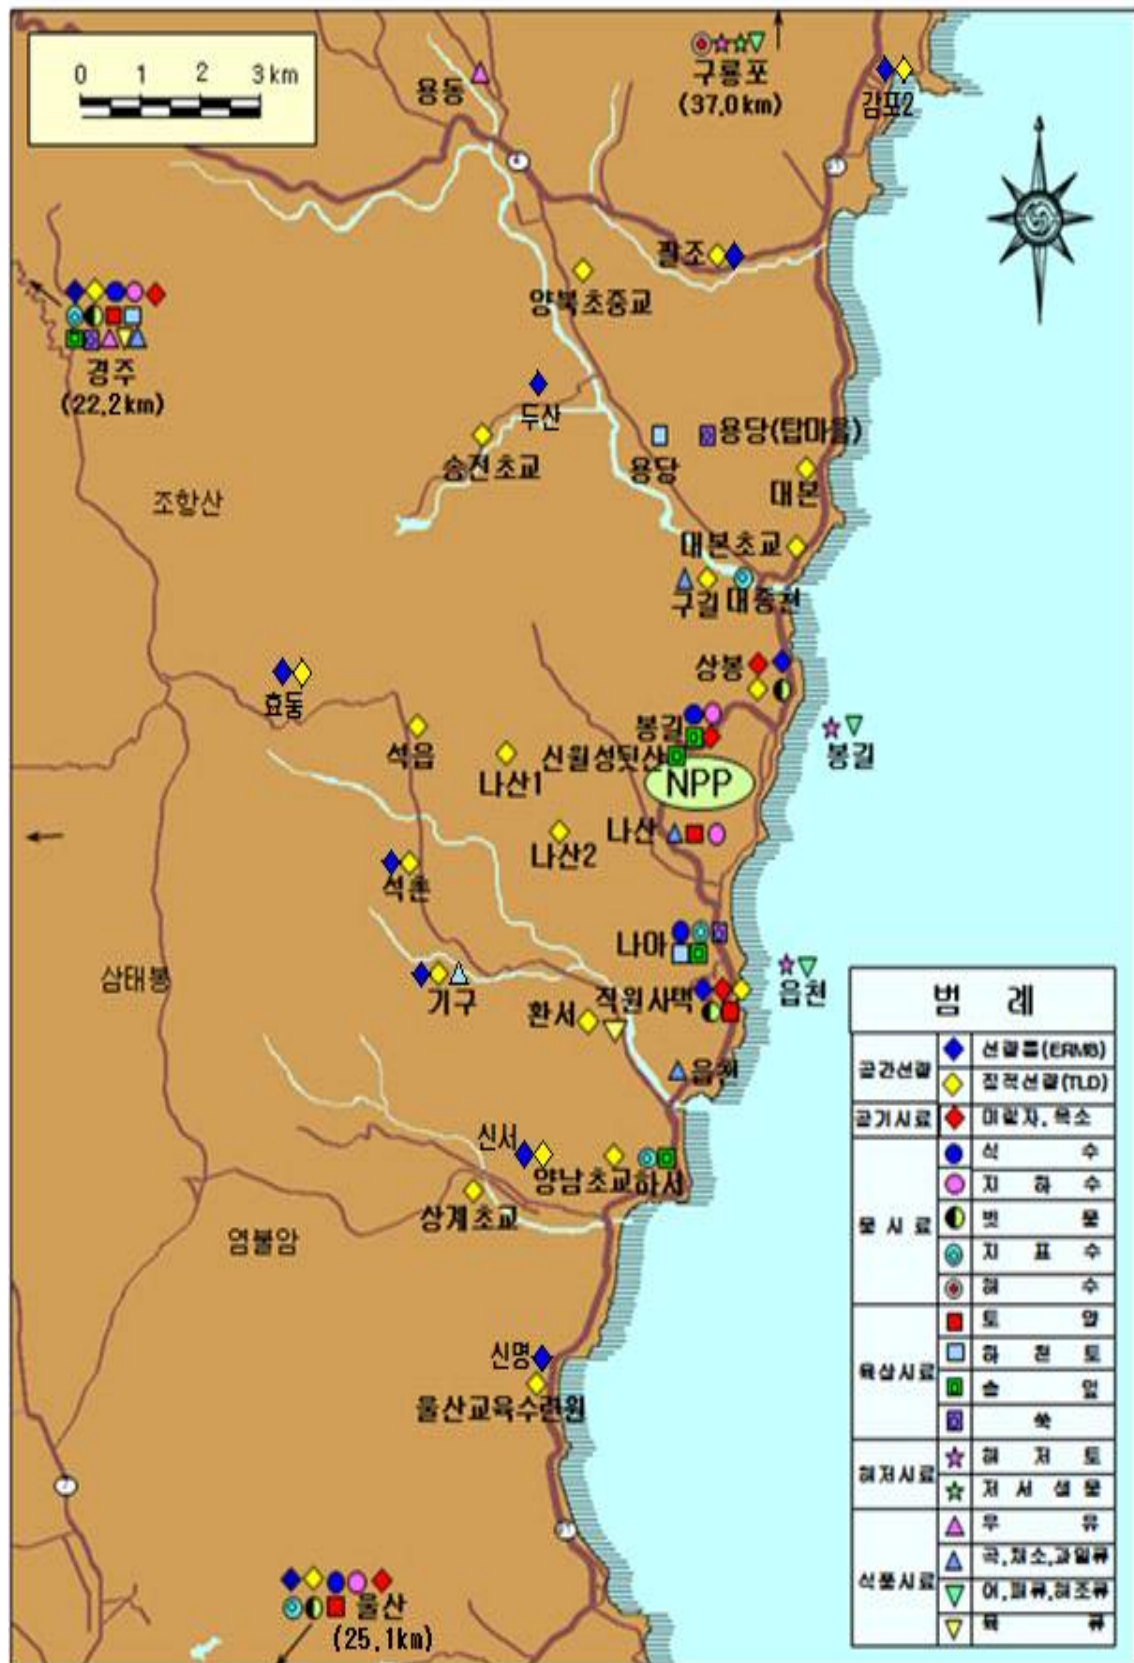 0 1 2 3 km
용동
구룡포
(37.0km)
감포2
4
31
팔조
양북초중교
경주
(22.2km)
두산
송전초교
용당
용당(탑마을)
대본
조항산
대본초교
구길
대종천
상봉
효동
석읍
봉길
신월성뒷산
봉길
나산1
NPP
나산2
나산
석촌
나아
삼태봉
기구
직원사택
읍천
환서
읍천
신서
양남초교
하서
상계초교
염불암
신명
울산교육수련원
7
31
울산
(25.1km)
범 례
공간선량
선량률(ERMS)
집적선량(TLD)
공기시료
미립자, 옥소
물시료
식 수
지 하 수
빗 물
지 표 수
해 수
육상시료
토 양
하 천 토
솔 잎
쑥
해저시료
해 저 토
저 서 생 물
식품시료
우 유
곡,채소,과일류
어,패류,해조류
육 류